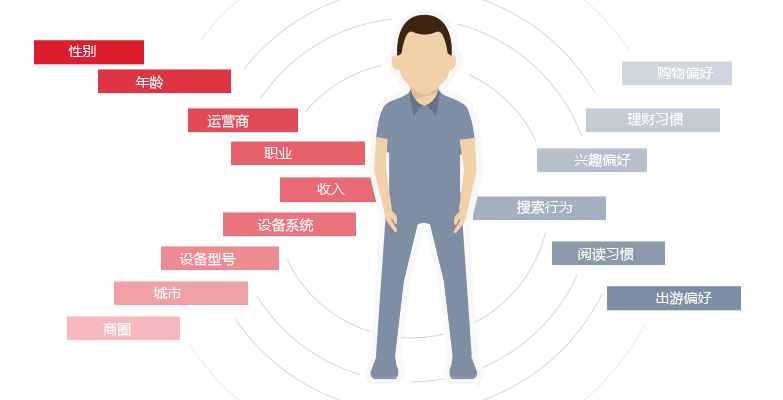 性别
年龄
运营商
职业
收入
设备系统
设备型号
城市
商圈
购物偏好
理财习惯
兴趣偏好
搜索行为
阅读习惯
出游偏好